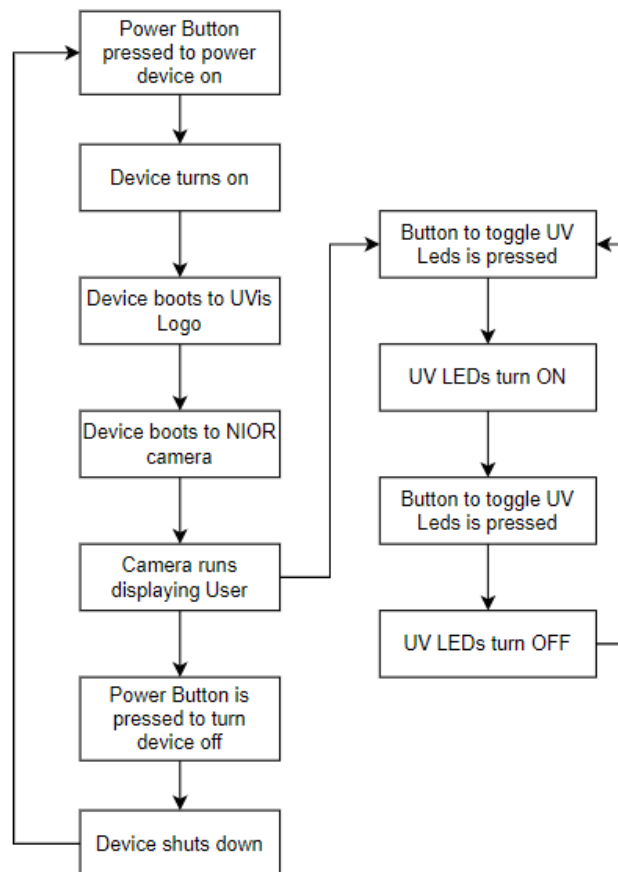 Power Button
pressed to power
device on
Device turns on
Device boots to UVis
Logo
Device boots to NIOR
camera
Camera runs
displaying User
Power Button is
pressed to turn
device off
Device shuts down
Button to toggle UV
Leds is pressed
UV LEDs turn ON
Button to toggle UV
Leds is pressed
UV LEDs turn OFF